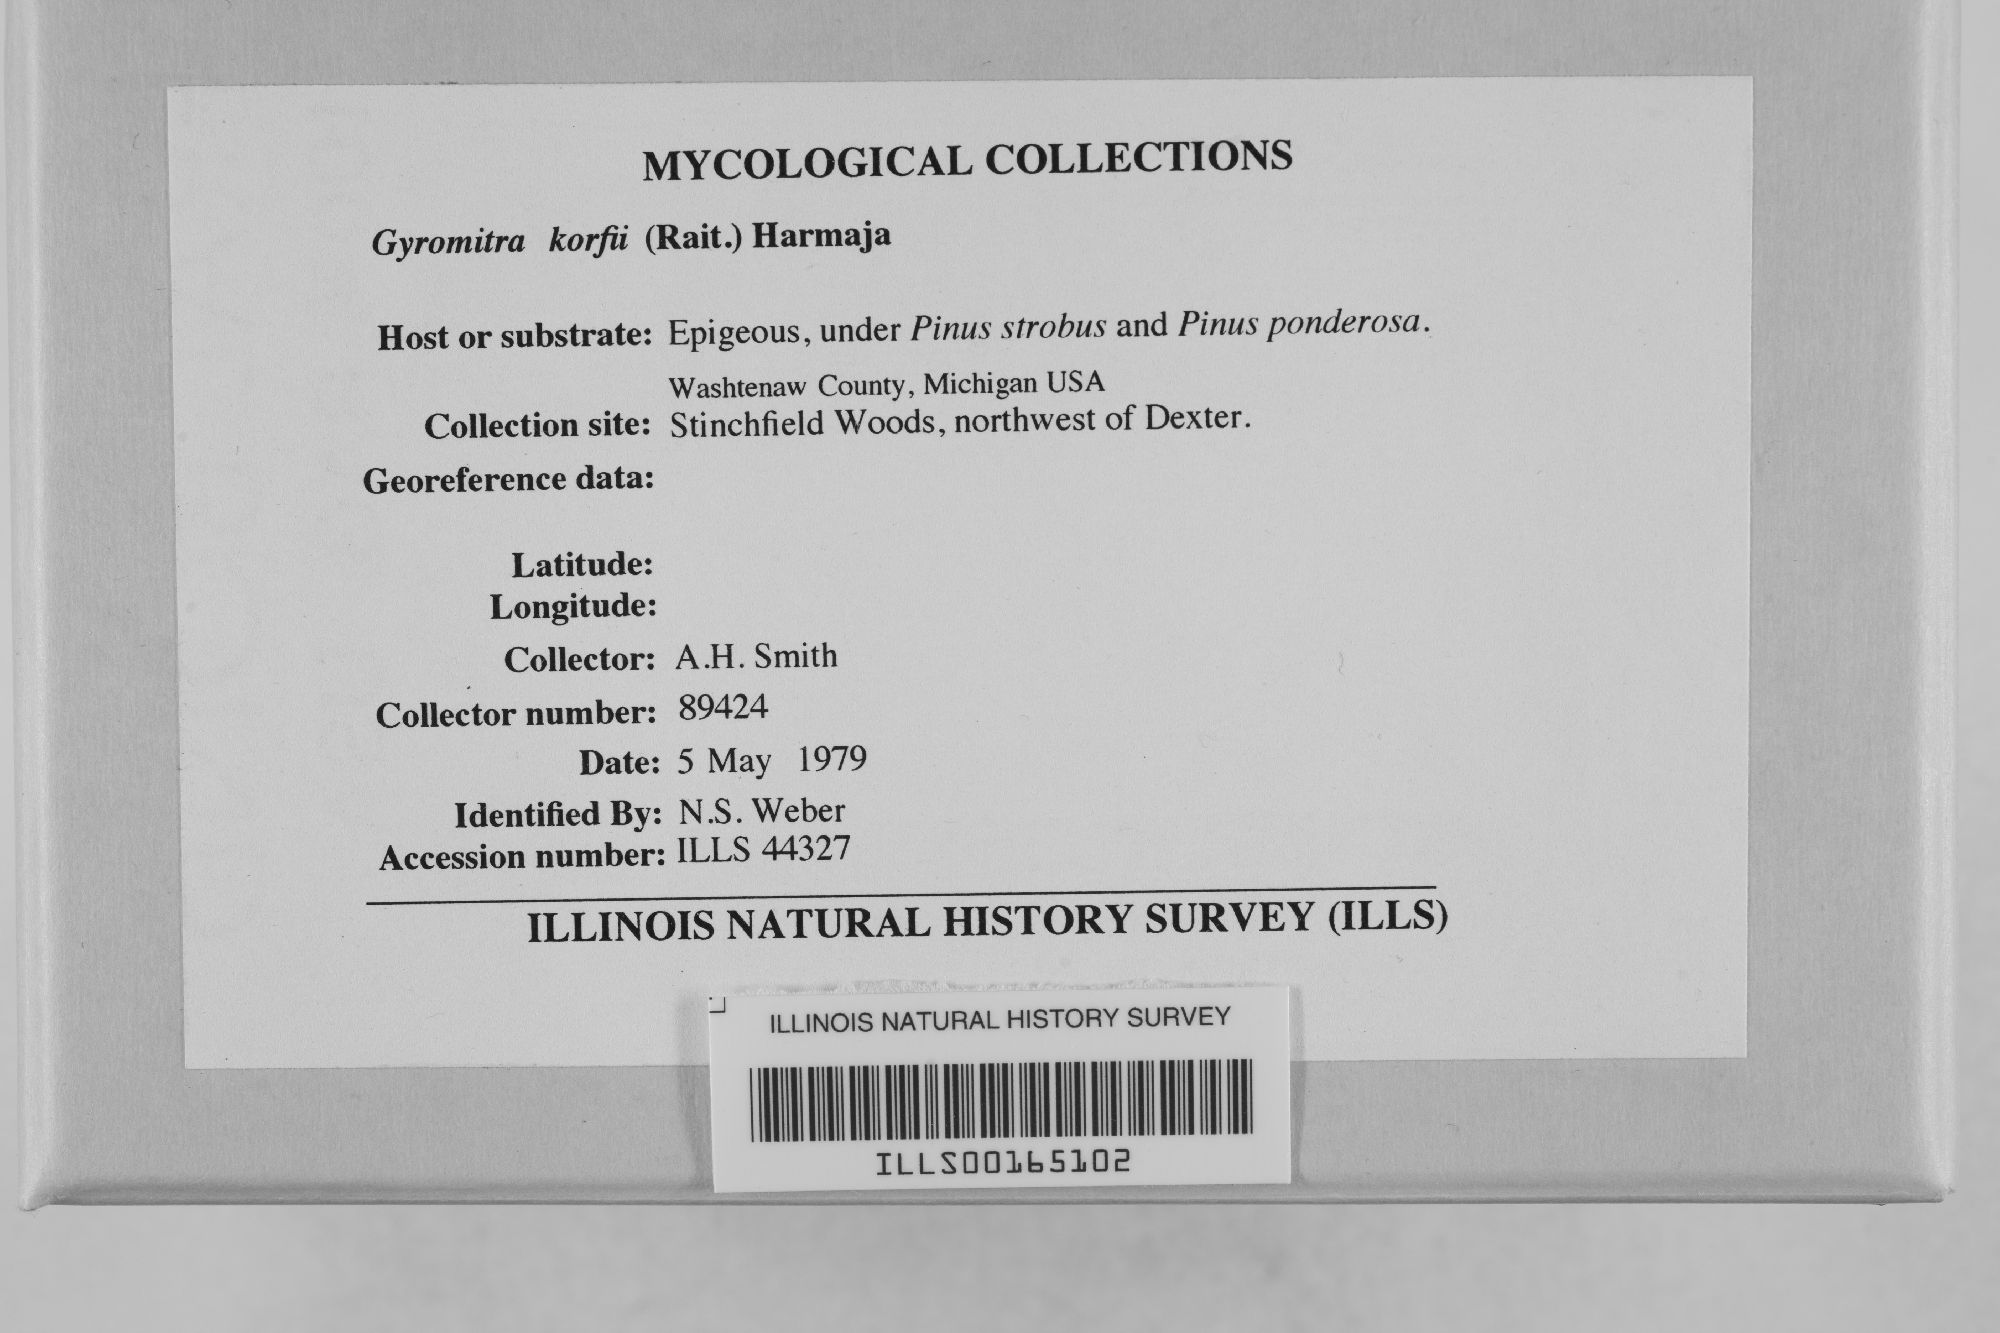 MYCOLOGICAL COLLECTIONS
Gyromitra korfii (Rait.) Harmaja
Host or substrate: Epigeous, under Pinus strobus and Pinus ponderosa.
Washtenaw County, Michigan USA
Collection site: Stinchfield Woods, northwest of Dexter.
Georeference data:
Latitude:
Longitude:
Collector: A.H. Smith
Collector number: 89424
Date: 5 May 1979
Identified By: N.S. Weber
Accession number: ILLS 44327
ILLINOIS NATURAL HISTORY SURVEY (ILLS)
ILLINOIS NATURAL HISTORY SURVEY
ILLS00165102